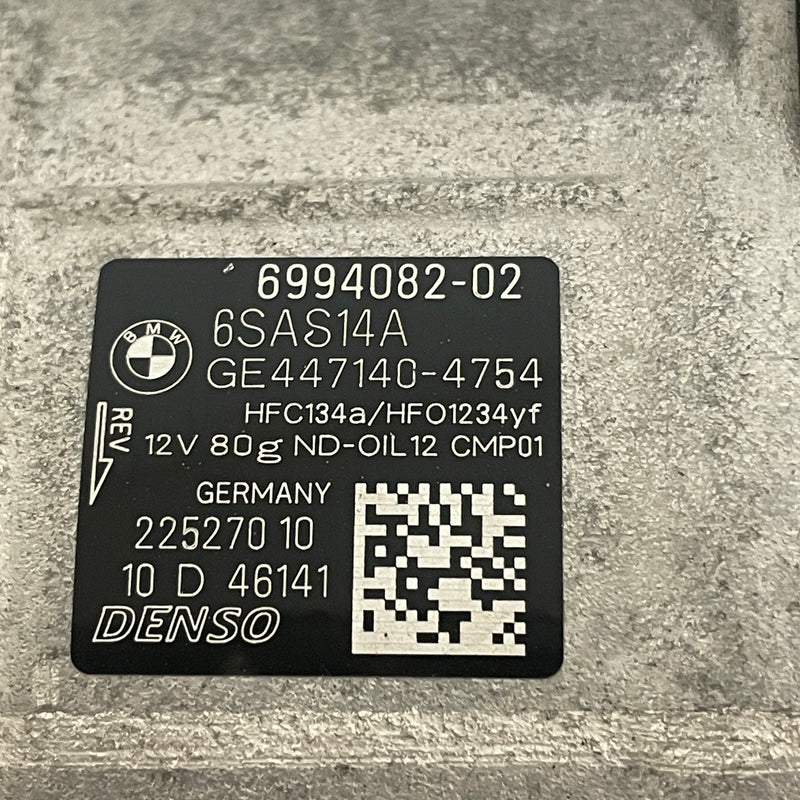 6994082-02
BMW
6SAS14A
GE447140-4754
HFC134a/HFO1234yf
REV
12V 80g ND-OIL12 CMP01
GERMANY
225270 10
10 D 46141
DENSO